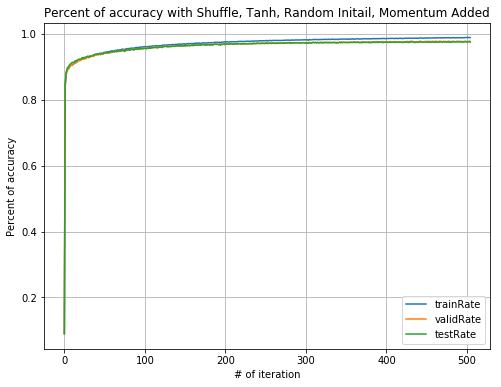 Percent of accuracy with Shuffle, Tanh, Random Initail, Momentum Added
1.0
0.8
0.6
0.4
0.2
Percent of accuracy
0 100 200 300 400 500
# of iteration
trainRate
validRate
testRate